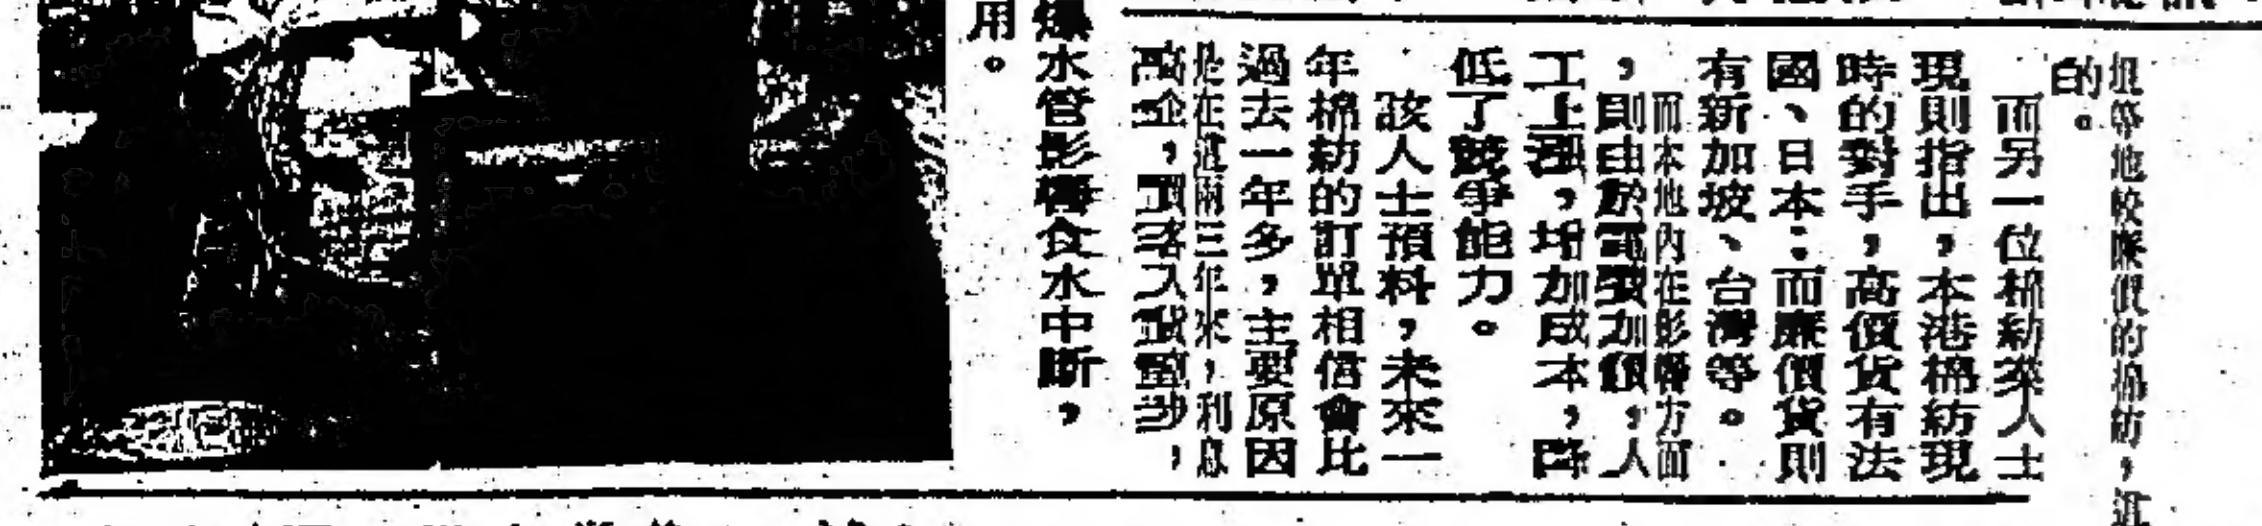 坭等地較廉價的棉紡，近
的。
而另一位棉紡業人士
現則指出，本港棉紡現
時的對手，高價貨有法
國、日本；而廉價貨則
有新加坡、台灣等。
而本地內在影響方面
，則由於電費加價，人
工上漲，增加成本，降
低了競爭能力。
該人士預料，未來一
年棉紡的訂單相信會比
過去一年多，主要原因
是在這兩三年來，利息
高企，買客入貨審
爆水管影響食水中斷，
用。